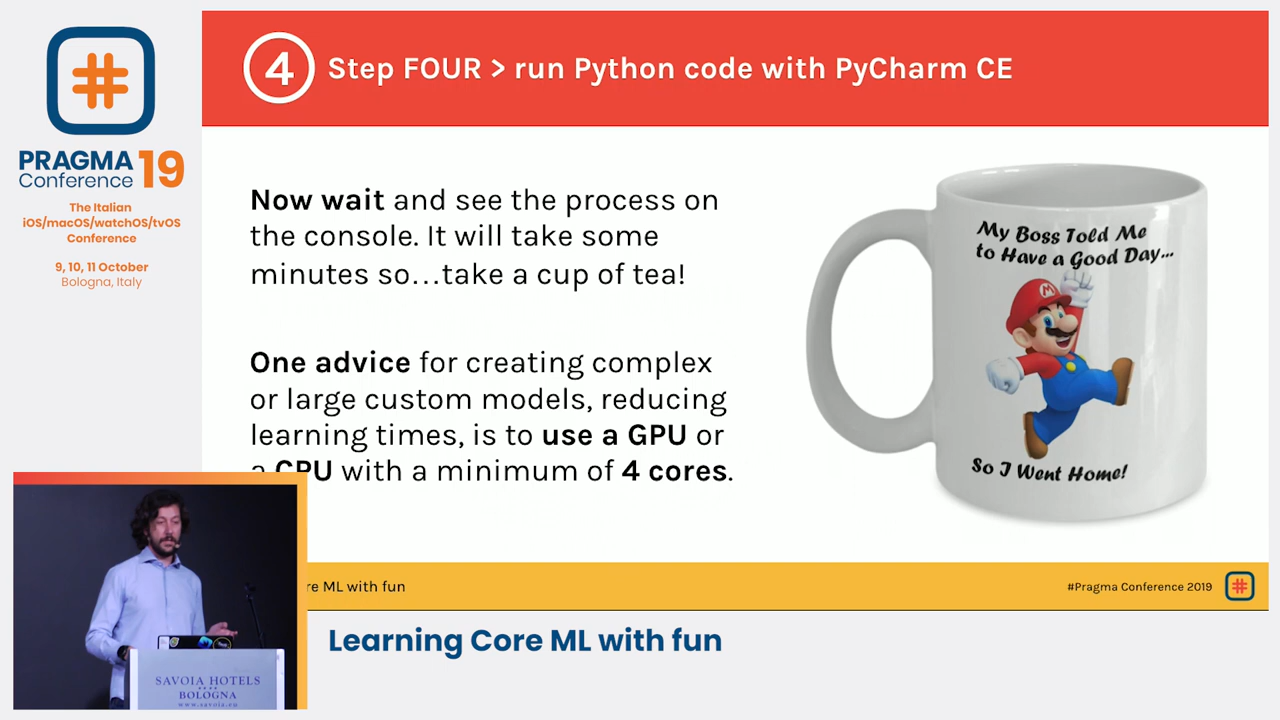 #
PRAGMA 19
Conference
The Italian
iOS/macOS/watchOS/tvOS
Conference
9, 10, 11 October
Bologna, Italy
4 Step FOUR > run Python code with PyCharm CE
Now wait and see the process on
the console. It will take some
minutes so...take a cup of tea!
One advice for creating complex
or large custom models, reducing
learning times, is to use a GPU or
a CPU with a minimum of 4 cores.
My Boss Told Me
to Have a Good Day...
M
So I Went Home!
re ML with fun
#Pragma Conference 2019
#
Learning Core ML with fun
SAVOIA HOTELS
BOLOGNA
www.savoia.eu